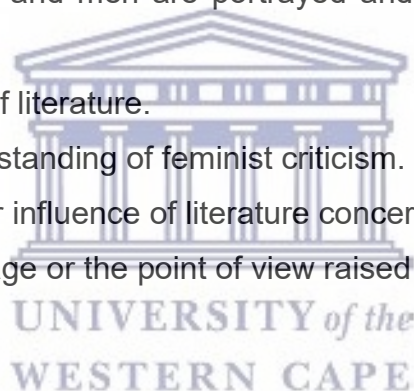 and men are portrayed and
f literature.
standing of feminist criticism.
r influence of literature concer
ge or the point of view raised
UNIVERSITY of the
WESTERN CAPE